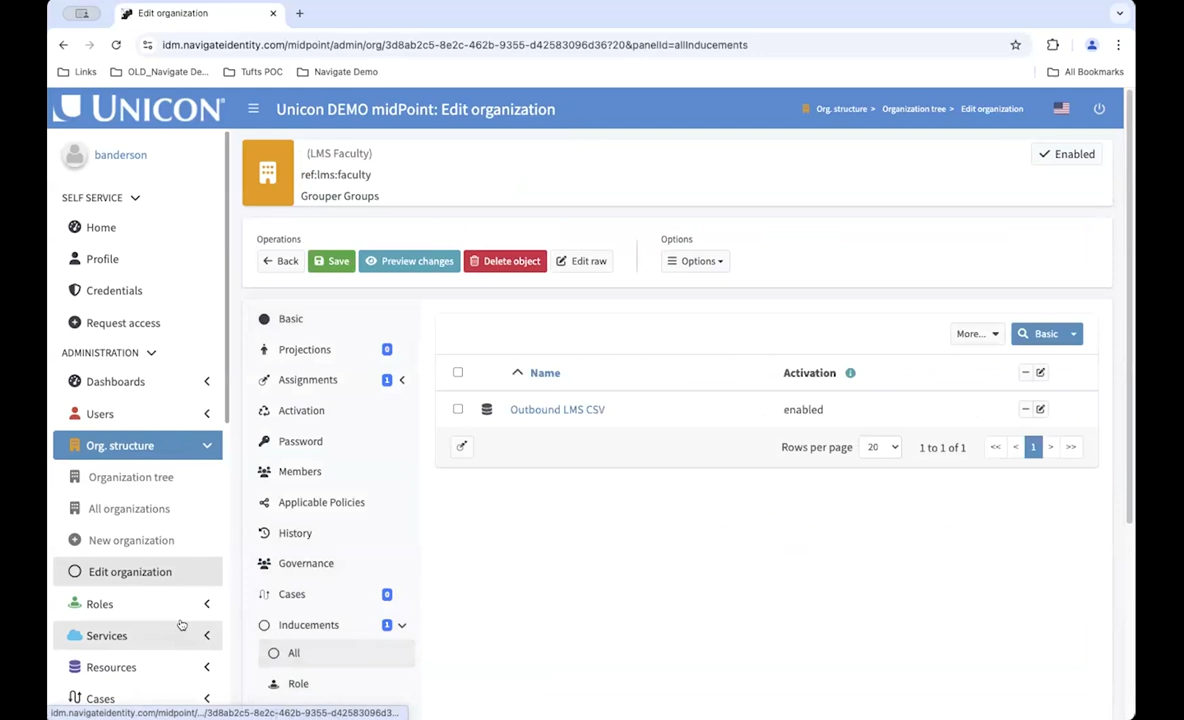 Edit organization
idm.navigateidentity.com/midpoint/admin/org/3d8ab2c5-8e2c-462b-9355-d42583096d36?20&panelId=allInducements
Links OLD_Navigate De... Tufts POC Navigate Demo All Bookmarks
UNICON Unicon DEMO midPoint: Edit organization Org. structure > Organization tree > Edit organization
banderson
SELF SERVICE
Home
Profile
Credentials
Request access
ADMINISTRATION
Dashboards
Users
Org. structure
Organization tree
All organizations
New organization
Edit organization
Roles
Services
Resources
Cases
(LMS Faculty)
ref:lms:faculty
Grouper Groups
Enabled
Operations
Back Save Preview changes Delete object Edit raw
Options
Options
Basic
Projections 0
Assignments 1
Activation
Password
Members
Applicable Policies
History
Governance
Cases 0
Inducements 1
All
Role
More... Basic
Name Activation
Outbound LMS CSV enabled
Rows per page 20 1 to 1 of 1 << < 1 > >>
idm.navigateidentity.com/midpoint/.../3d8ab2c5-8e2c-462b-9355-d42583096d3...